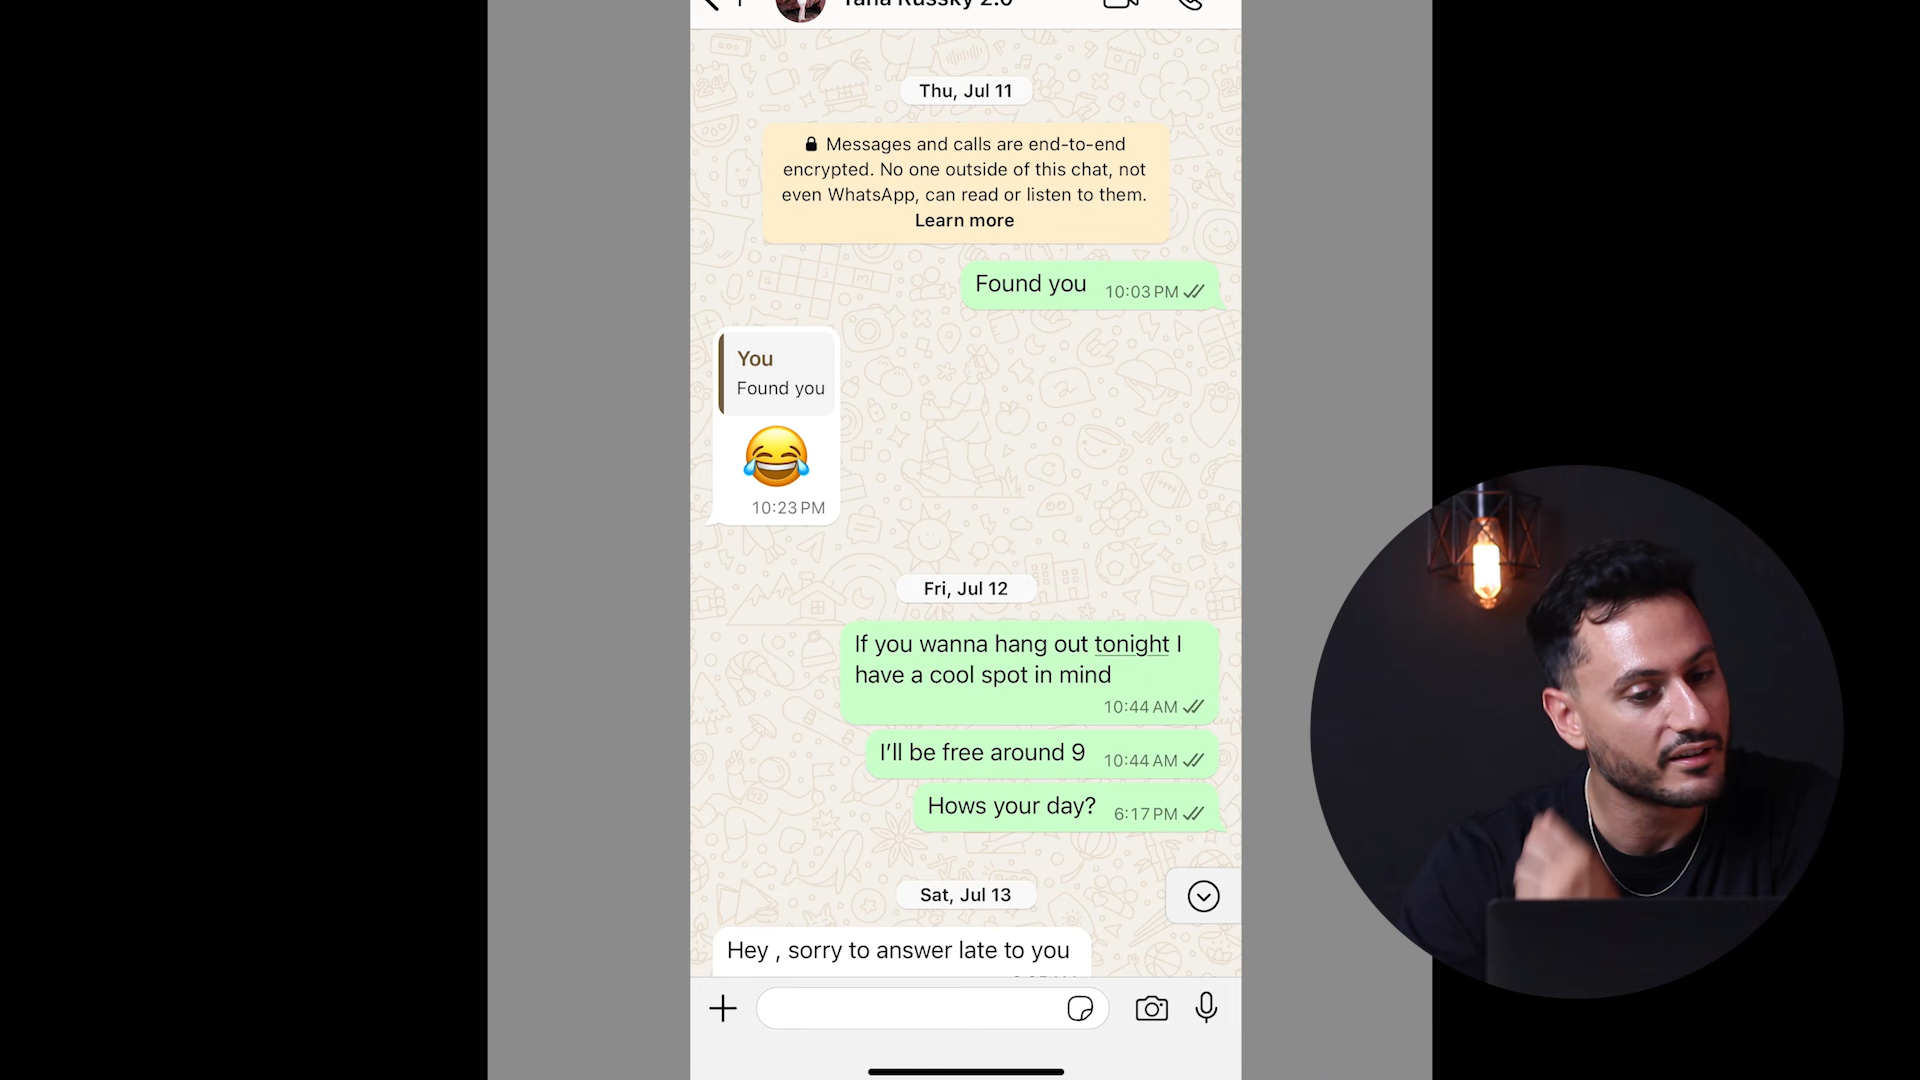 Thu, Jul 11
Messages and calls are end-to-end
encrypted. No one outside of this chat, not
even WhatsApp, can read or listen to them.
Learn more
Found you 10:03 PM
You
Found you
10:23 PM
Fri, Jul 12
If you wanna hang out tonight I
have a cool spot in mind
10:44 AM
I'll be free around 9 10:44 AM
Hows your day? 6:17 PM
Sat, Jul 13
Hey , sorry to answer late to you